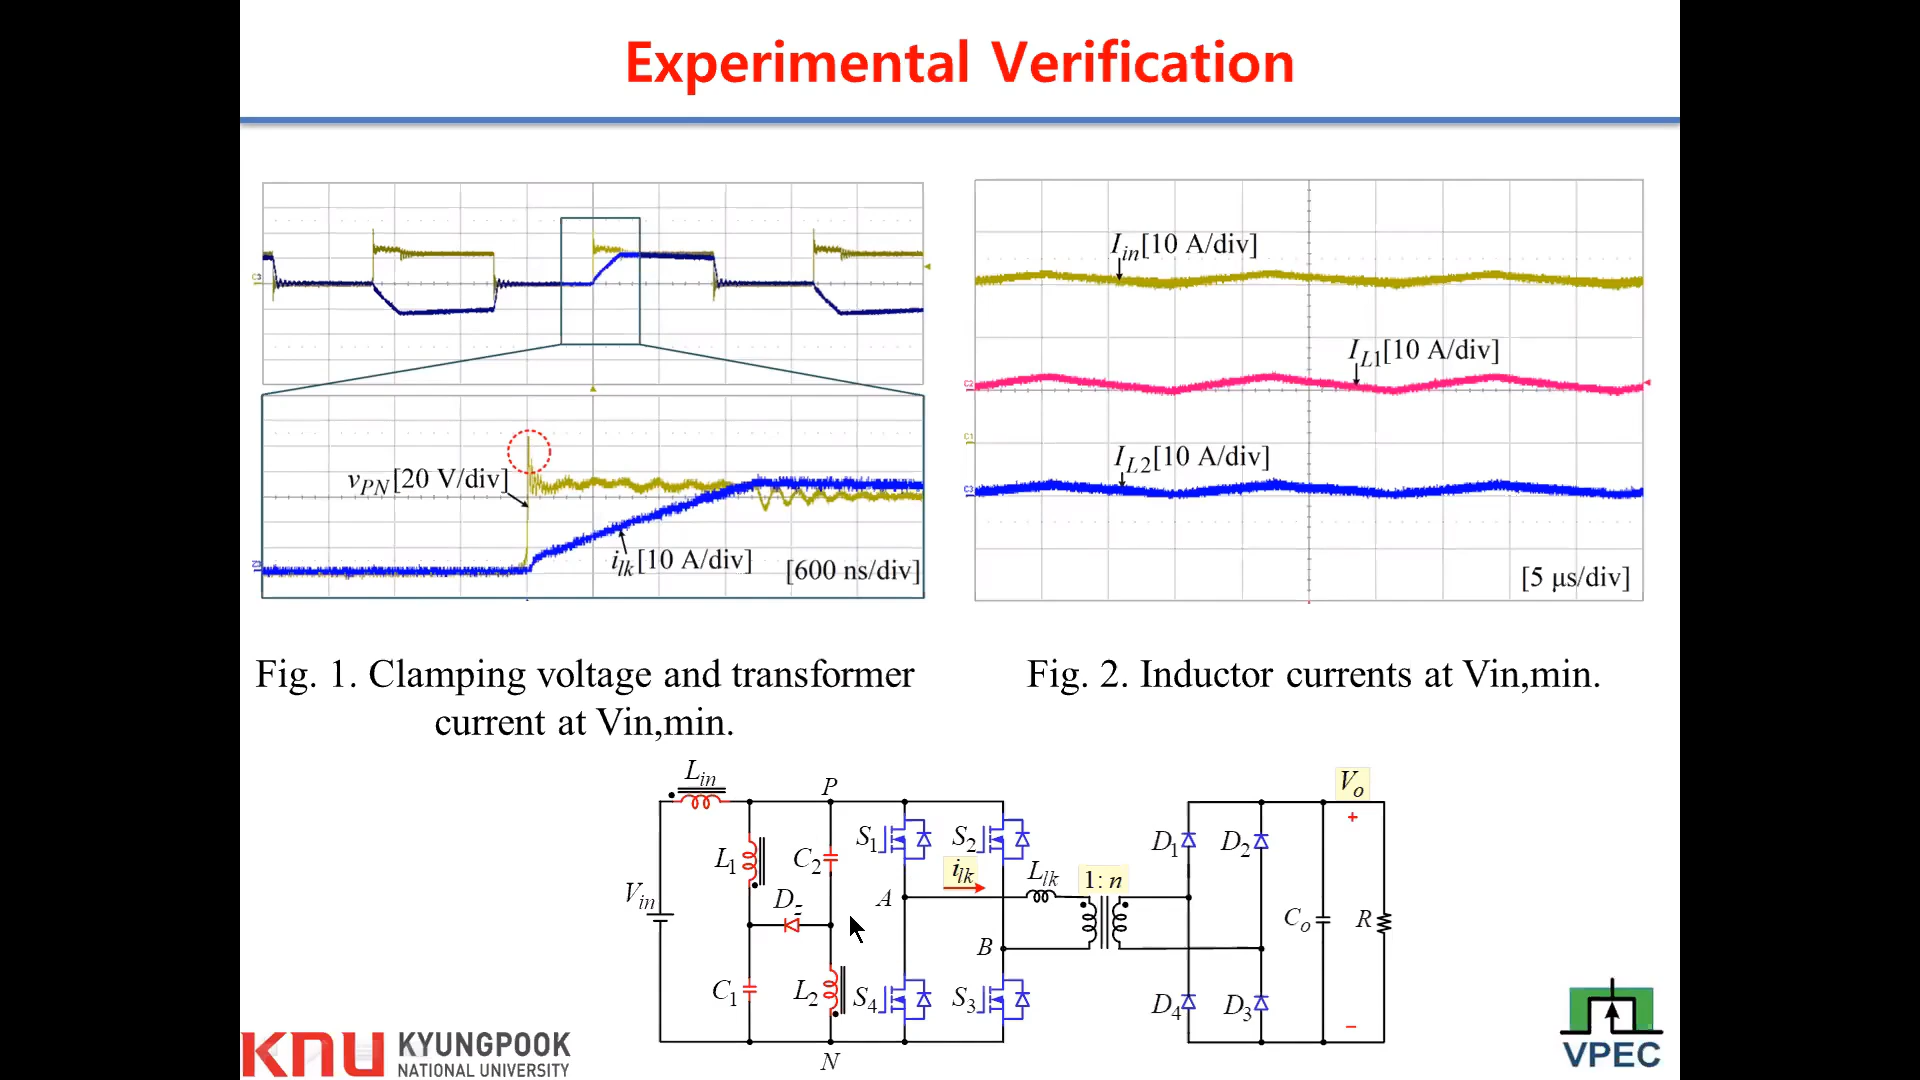 Experimental Verification
vPN[20 V/div]
ilk[10 A/div]
[600 ns/div]
Iin[10 A/div]
IL1[10 A/div]
IL2[10 A/div]
[5 μs/div]
Fig. 1. Clamping voltage and transformer
current at Vin,min.
Fig. 2. Inductor currents at Vin,min.
Lin
P
Vo
+
S1
S2
D1
D2
L1
C2
ilk
Llk
1: n
Vin
Dz
A
Co
R
B
C1
L2
S4
S3
D4
D3
−
N
KNU KYUNGPOOK
NATIONAL UNIVERSITY
VPEC